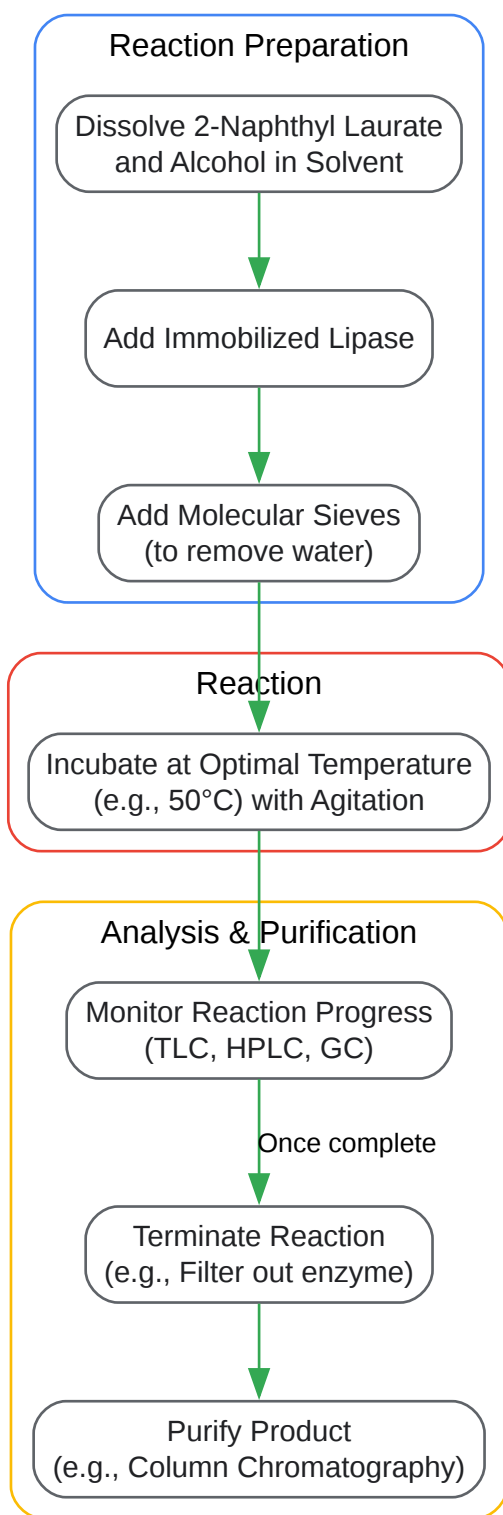 Reaction Preparation
Dissolve 2-Naphthyl Laurate
and Alcohol in Solvent
Add Immobilized Lipase
Add Molecular Sieves
(to remove water)
Reaction
Incubate at Optimal Temperature
(e.g., 50°C) with Agitation
Analysis & Purification
Monitor Reaction Progress
(TLC, HPLC, GC)
Once complete
Terminate Reaction
(e.g., Filter out enzyme)
Purify Product
(e.g., Column Chromatography)